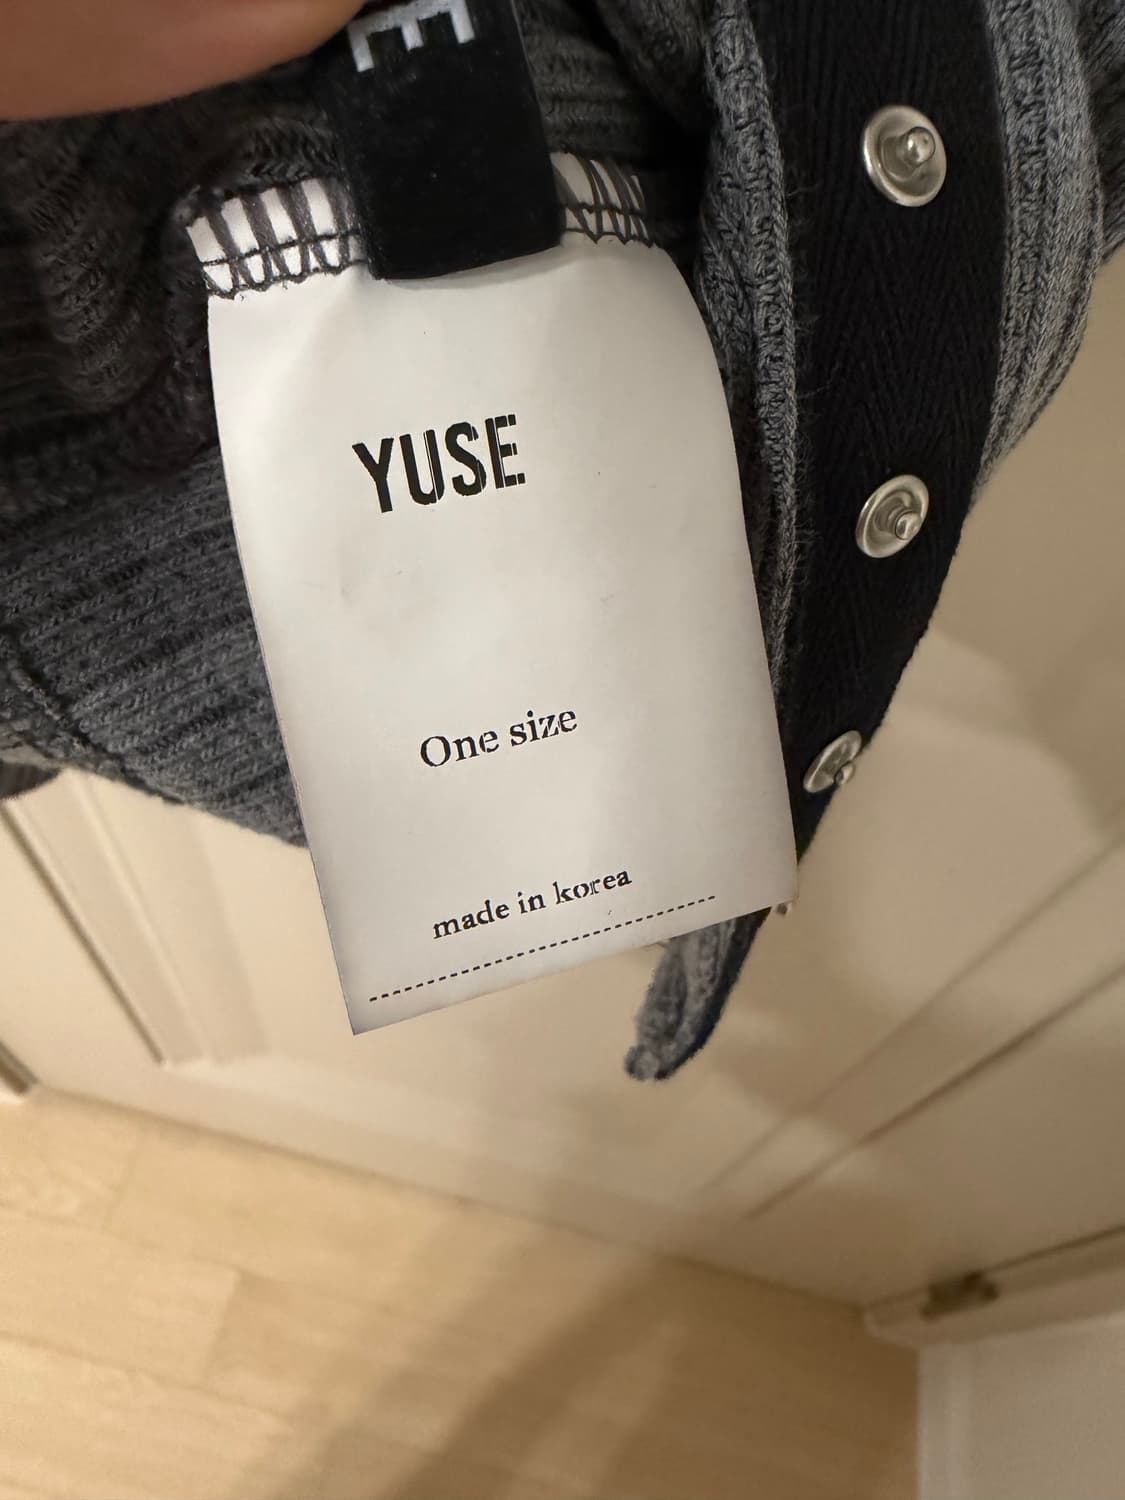 YUSE
One size
made in korea